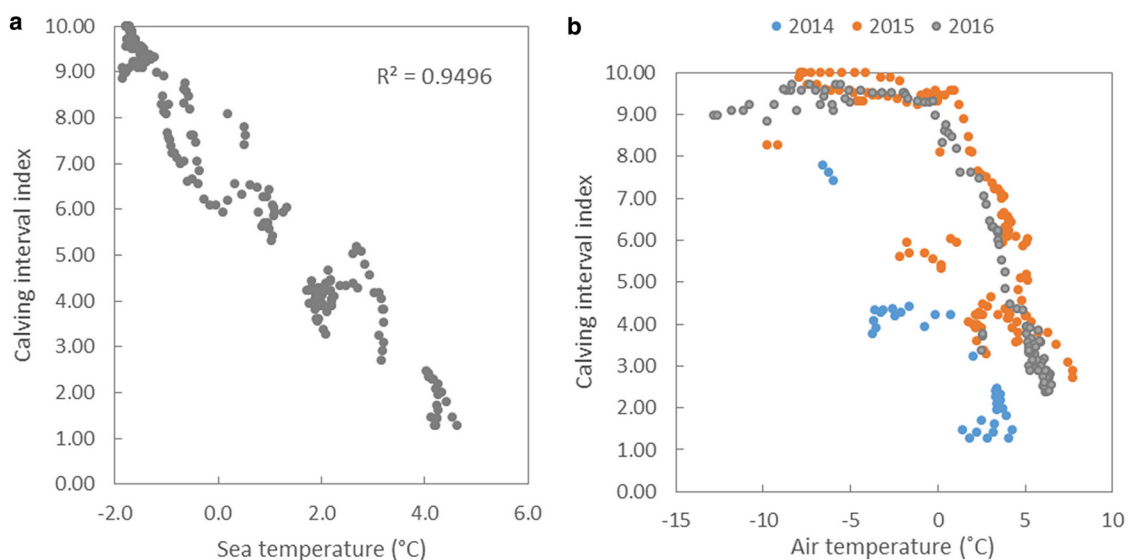 a
Calving interval index
10.00
9.00
8.00
7.00
6.00
5.00
4.00
3.00
2.00
1.00
0.00
R² = 0.9496
-2.0 0.0 2.0 4.0 6.0
Sea temperature (°C)
b
2014 2015 2016
Calving interval index
10.00
9.00
8.00
7.00
6.00
5.00
4.00
3.00
2.00
1.00
0.00
-15 -10 -5 0 5 10
Air temperature (˚C)